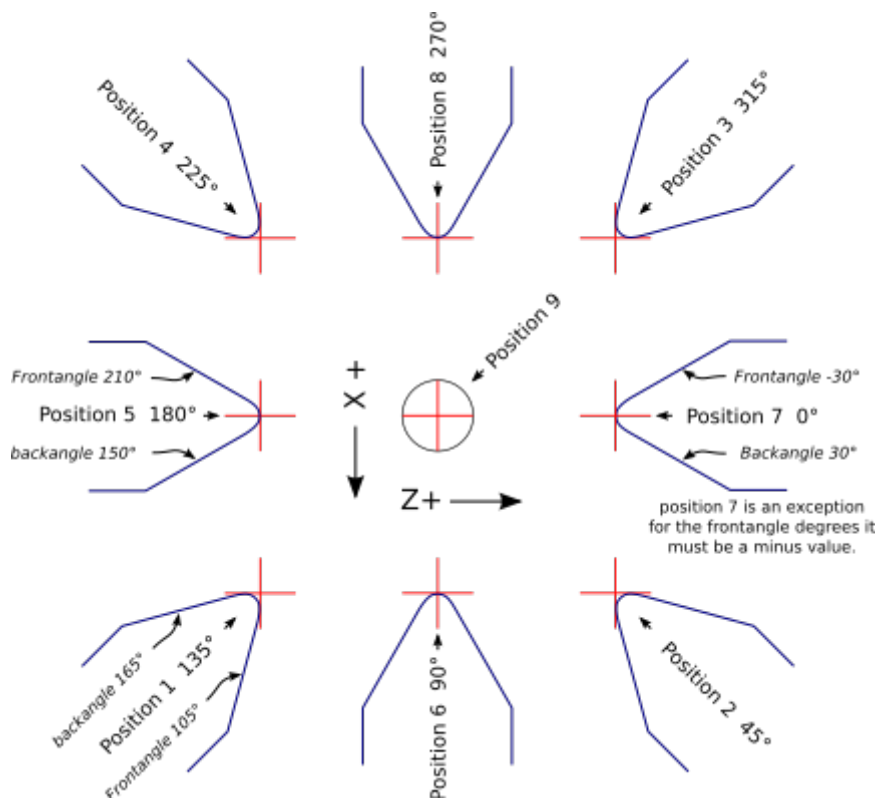 Position 4 225°
Position 8 270°
Position 3 315°
Position 9
Frontangle 210°
Position 5 180°
backangle 150°
X +
Z+
Frontangle -30°
Position 7 0°
Backangle 30°
position 7 is an exception
for the frontangle degrees it
must be a minus value.
backangle 165°
Position 1 135°
Frontangle 105°
Position 6 90°
Position 2 45°